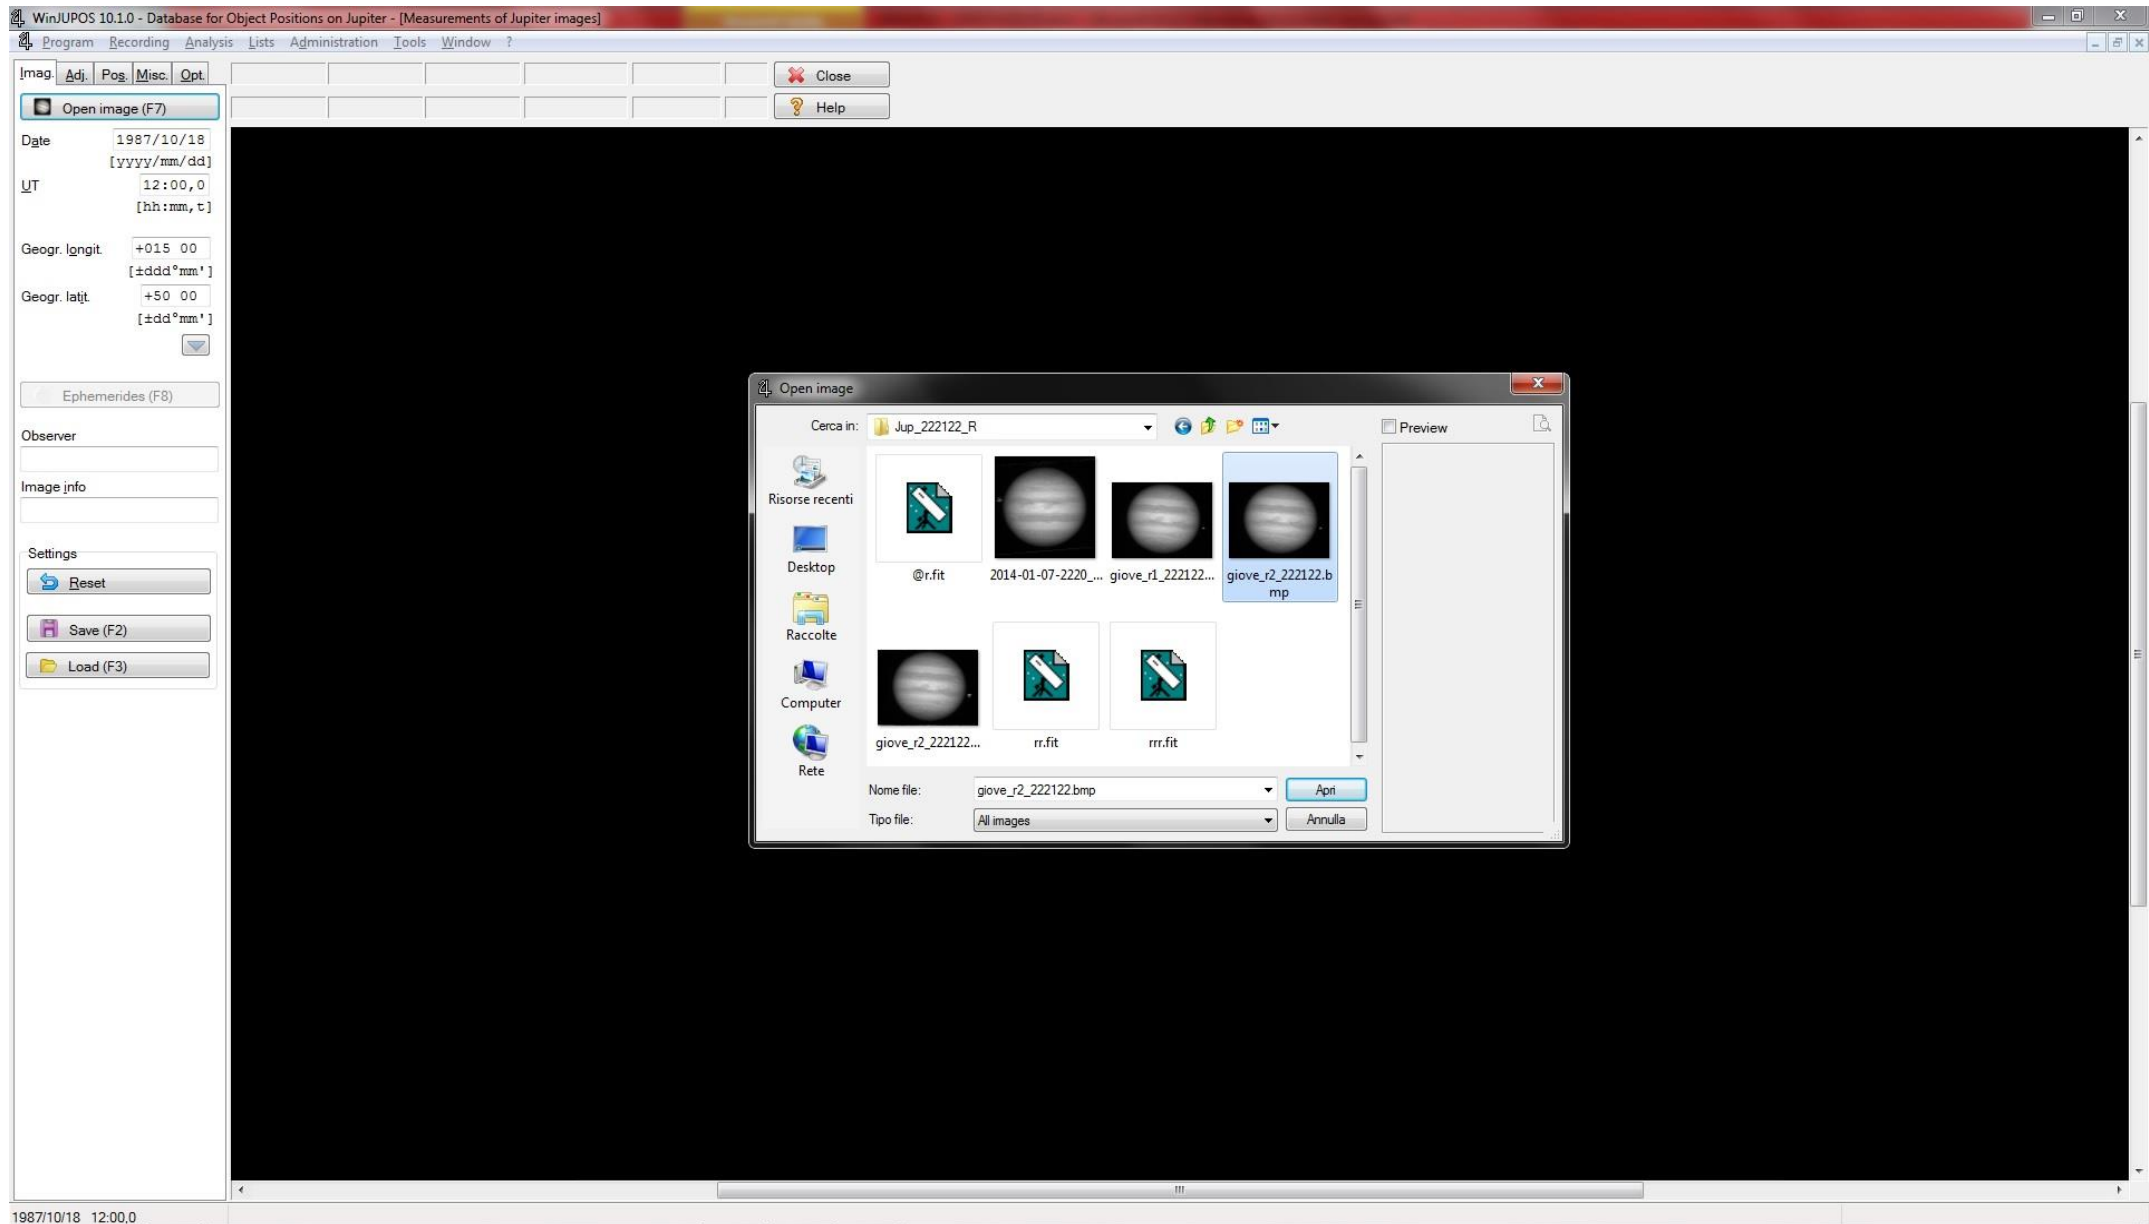 WinJUPOS 10.1.0 - Database for Object Positions on Jupiter - [Measurements of Jupiter images]
Program Recording Analysis Lists Administration Tools Window ?
Imag. Adj. Pos. Misc. Opt.
Close
Open image (F7)
Help
Date 1987/10/18
[yyyy/mm/dd]
UT 12:00,0
[hh:mm,t]
Geogr. longit. +015 00
[±ddd°mm']
Geogr. latit. +50 00
[±dd°mm']
Ephemerides (F8)
Observer
Image info
Settings
Reset
Save (F2)
Load (F3)
Open image
Cerca in: Jup_222122_R
Preview
Risorse recenti
Desktop
Raccolte
Computer
Rete
@r.fit 2014-01-07-2220_... giove_r1_222122... giove_r2_222122.b
mp
giove_r2_222122... rr.fit rrr.fit
Nome file: giove_r2_222122.bmp Apri
Tipo file: All images Annulla
1987/10/18 12:00,0